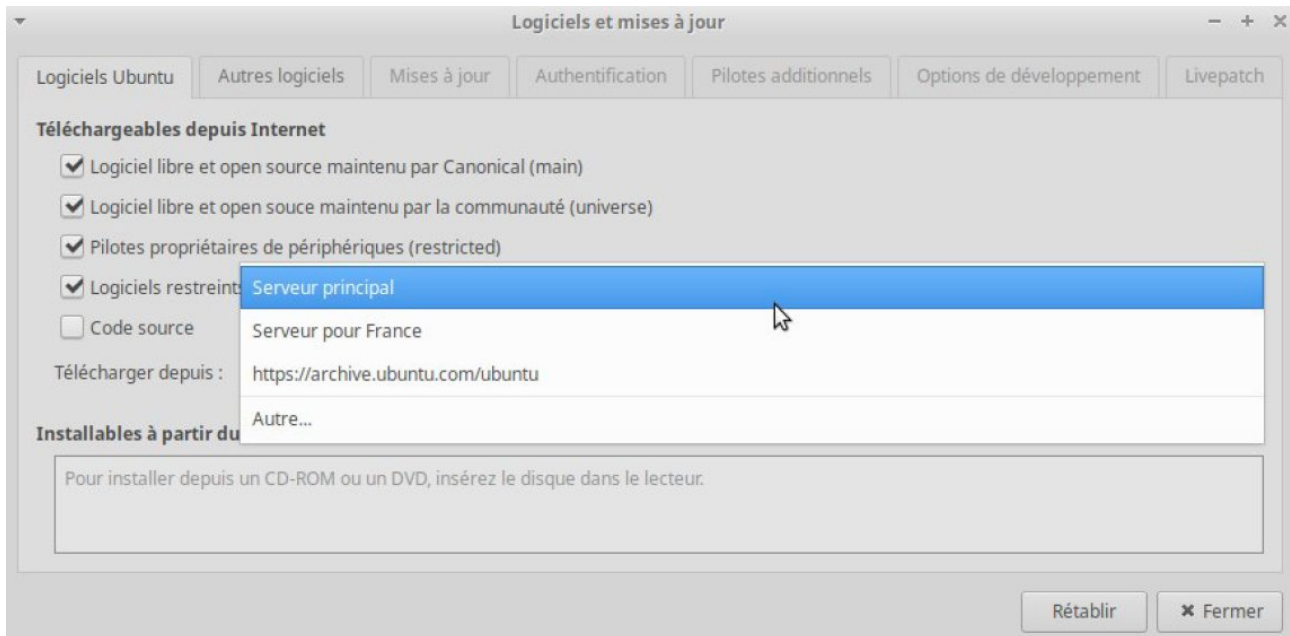 Logiciels et mises à jour
Logiciels Ubuntu Autres logiciels Mises à jour Authentification Pilotes additionnels Options de développement Livepatch
Téléchargeables depuis Internet
Logiciel libre et open source maintenu par Canonical (main)
Logiciel libre et open souce maintenu par la communauté (universe)
Pilotes propriétaires de périphériques (restricted)
Logiciels restreints
Serveur principal
Code source
Serveur pour France
Télécharger depuis :
https://archive.ubuntu.com/ubuntu
Autre...
Installables à partir du
Pour installer depuis un CD-ROM ou un DVD, insérez le disque dans le lecteur.
Rétablir Fermer